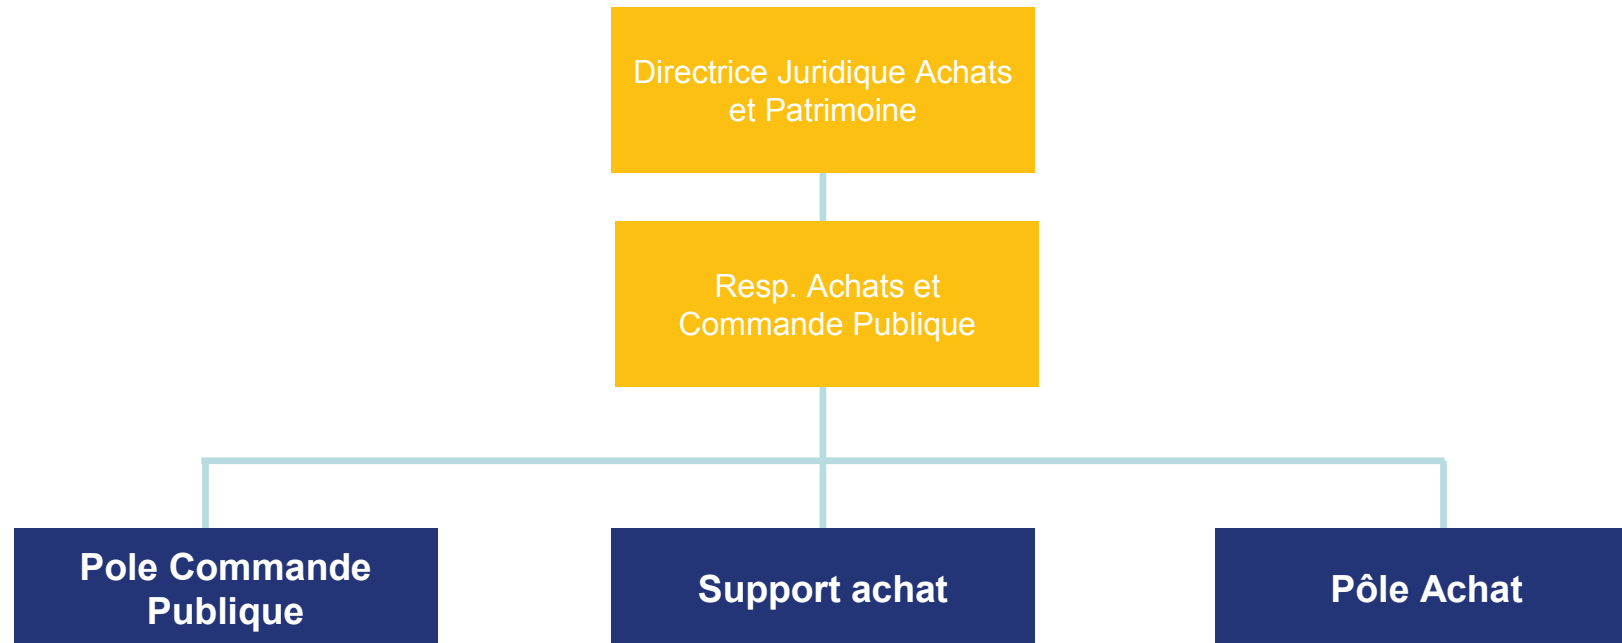 Directrice Juridique Achats
et Patrimoine
Resp. Achats et
Commande Publique
Pole Commande
Publique
Support achat
Pôle Achat